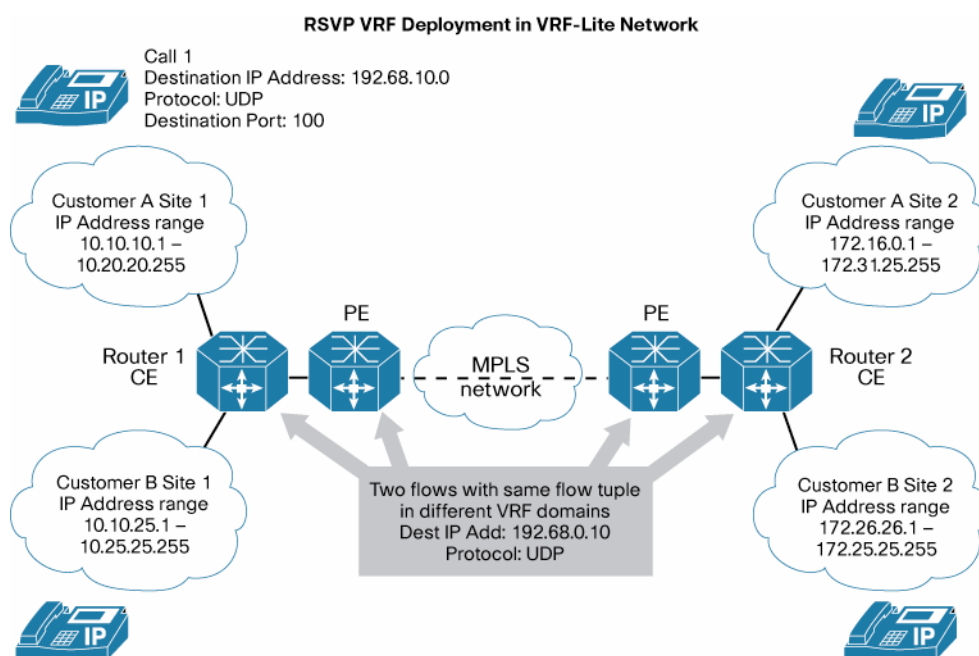 RSVP VRF Deployment in VRF-Lite Network
Call 1
Destination IP Address: 192.68.10.0
Protocol: UDP
Destination Port: 100
IP
IP
Customer A Site 1
IP Address range
10.10.10.1 –
10.20.20.255
Customer A Site 2
IP Address range
172.16.0.1 –
172.31.25.255
PE
PE
Router 1
CE
MPLS
network
Router 2
CE
Customer B Site 1
IP Address range
10.10.25.1 –
10.25.25.255
Two flows with same flow tuple
in different VRF domains
Dest IP Add: 192.68.0.10
Protocol: UDP
Customer B Site 2
IP Address range
172.26.26.1 –
172.25.25.255
IP
IP